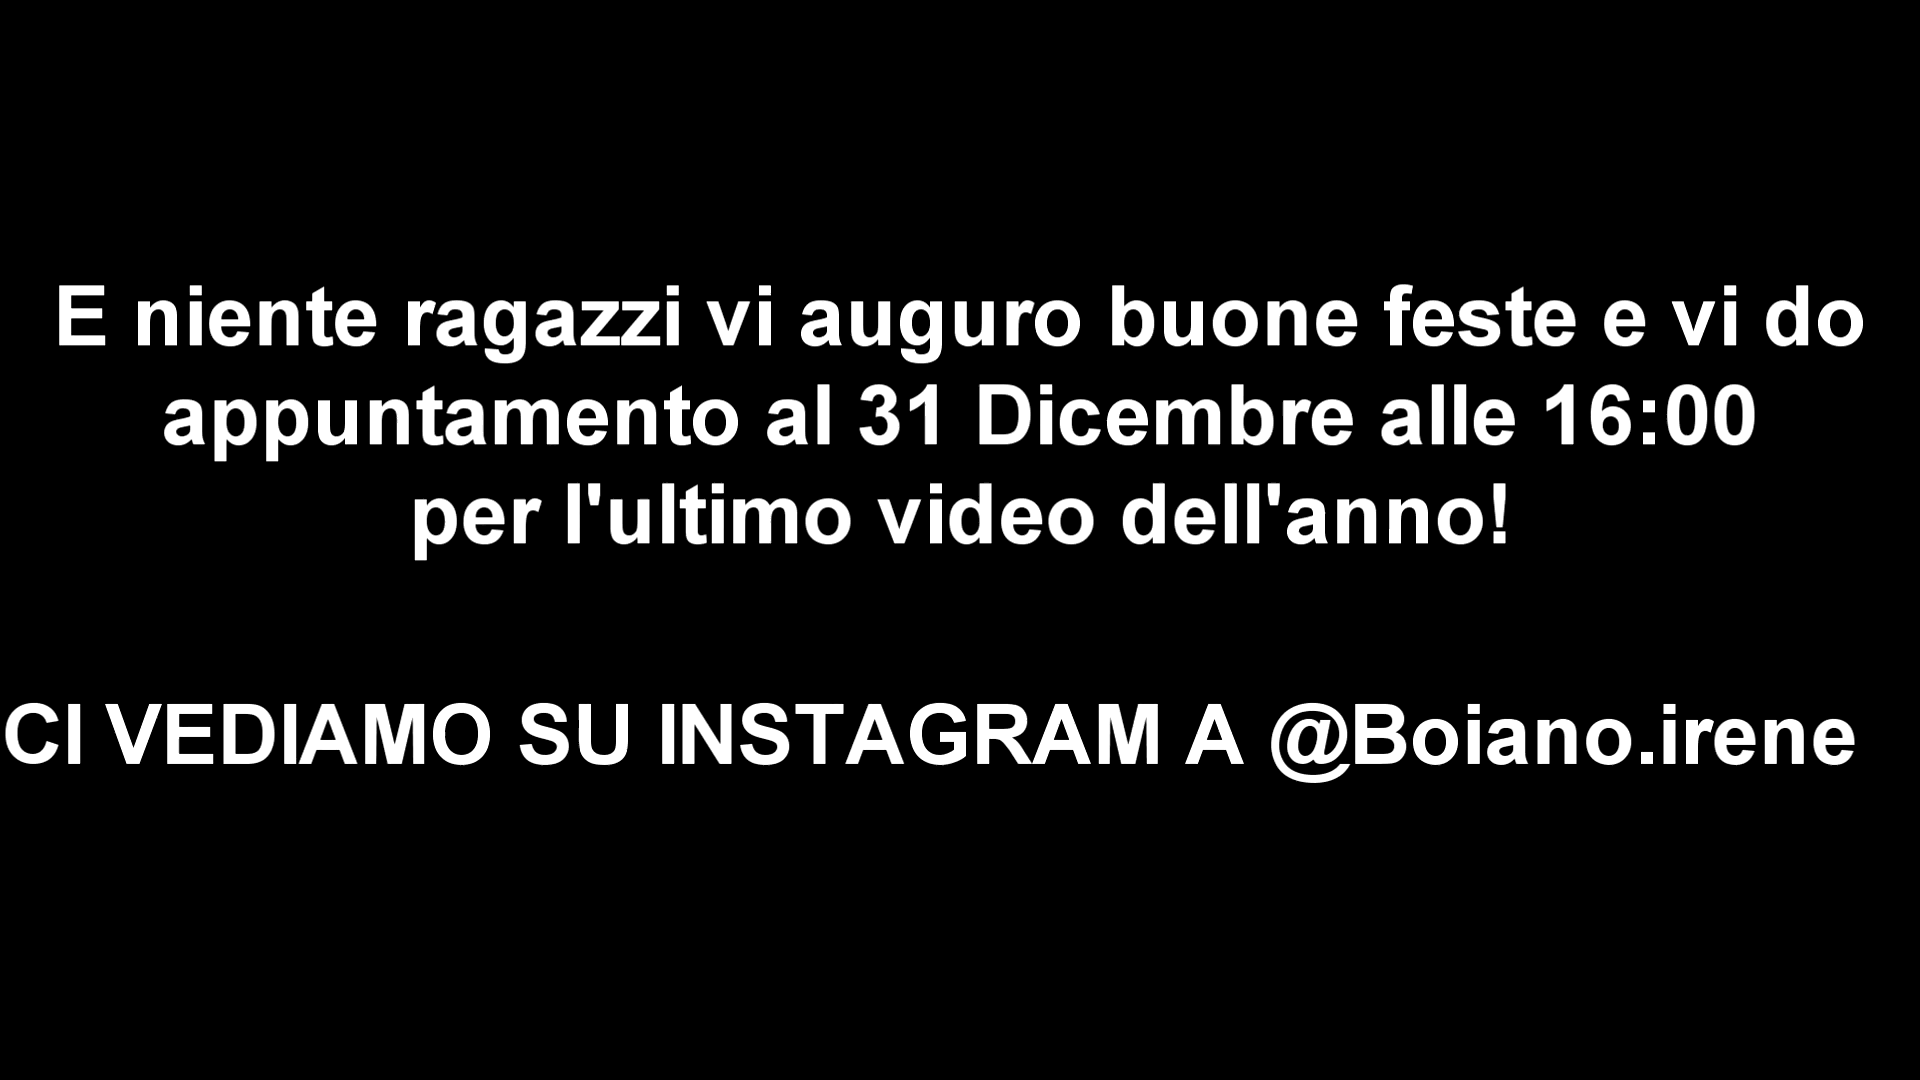 E niente ragazzi vi auguro buone feste e vi do
appuntamento al 31 Dicembre alle 16:00
per l'ultimo video dell'anno!
CI VEDIAMO SU INSTAGRAM A @Boiano.irene